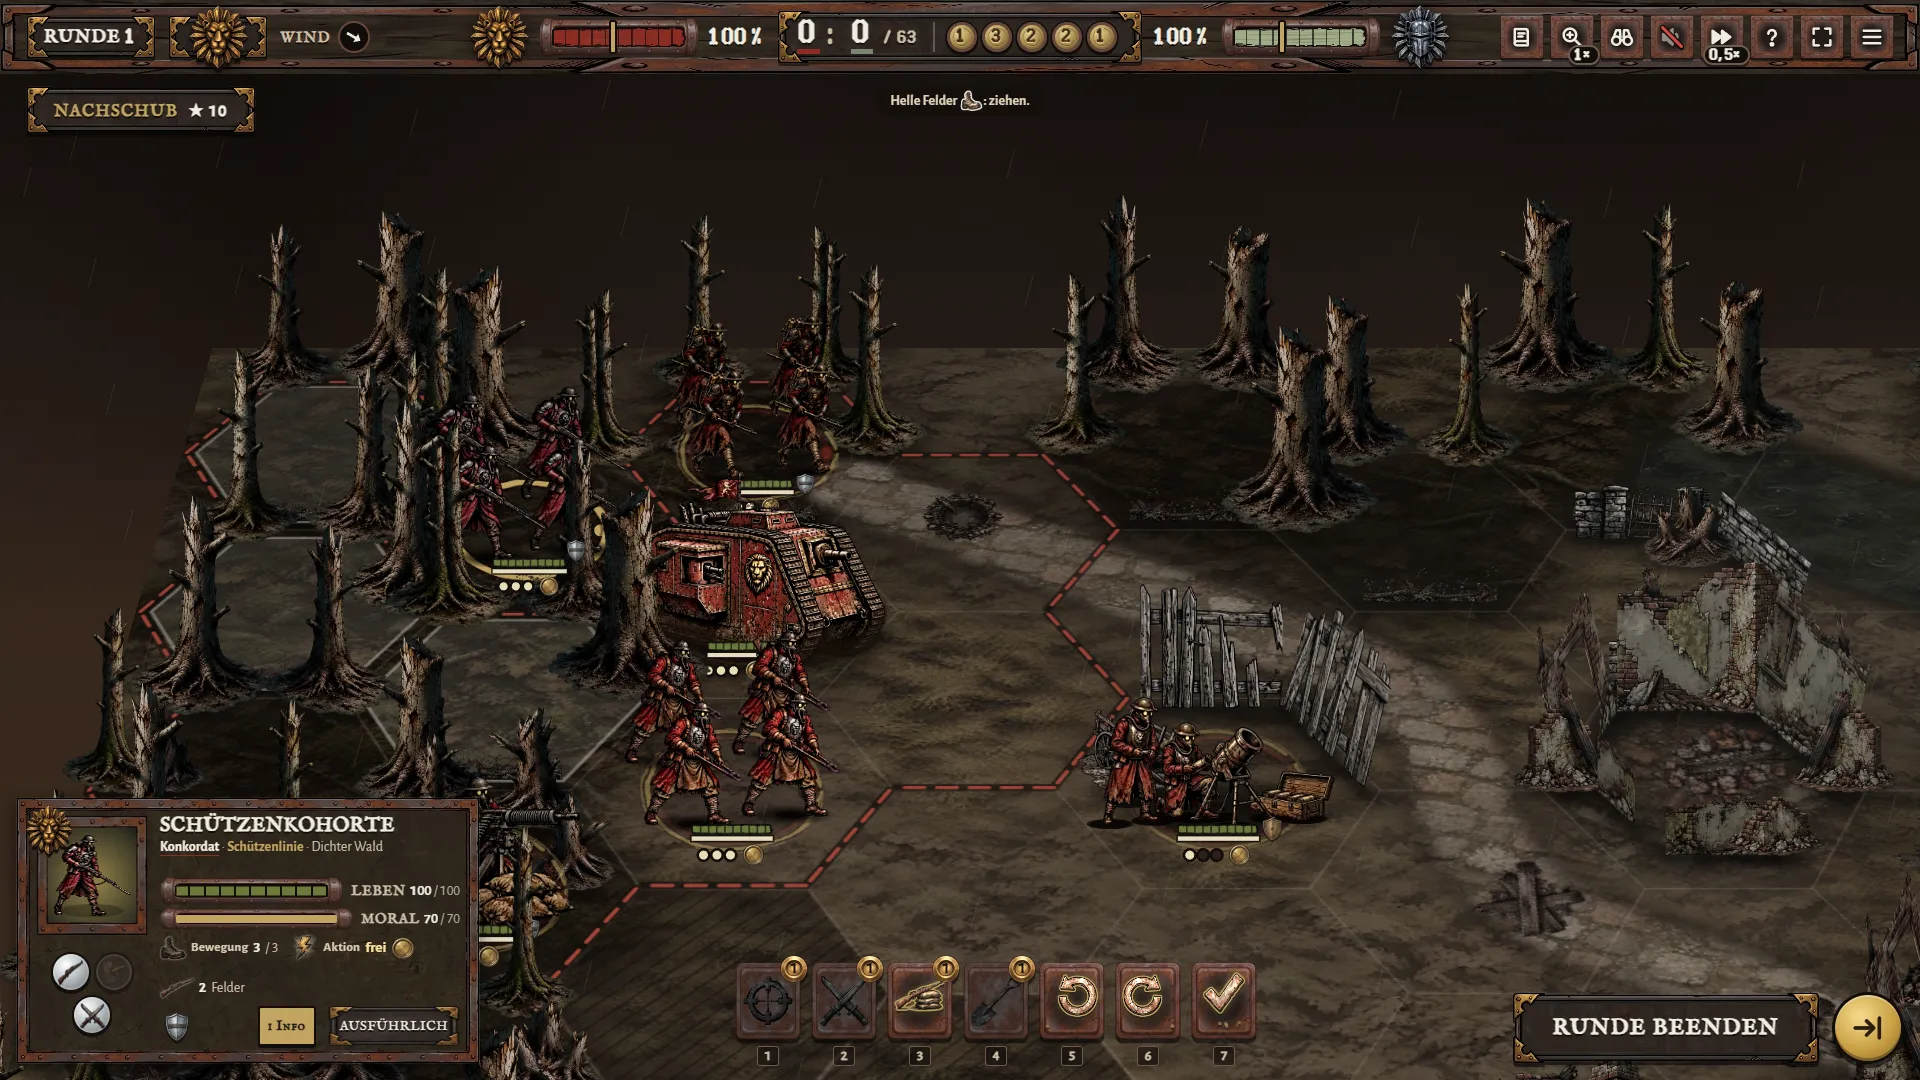 RUNDE 1
WIND
100 %
0 : 0 / 63
1 3 2 2 1
100 %
1×
0,5×
?
NACHSCHUB ★ 10
Helle Felder : ziehen.
SCHÜTZENKOHORTE
Konkordat · Schützenlinie · Dichter Wald
LEBEN 100 / 100
MORAL 70 / 70
Bewegung 3 / 3 Aktion frei
2 Felder
i INFO
AUSFÜHRLICH
1 1 1 1
1 2 3 4 5 6 7
RUNDE BEENDEN